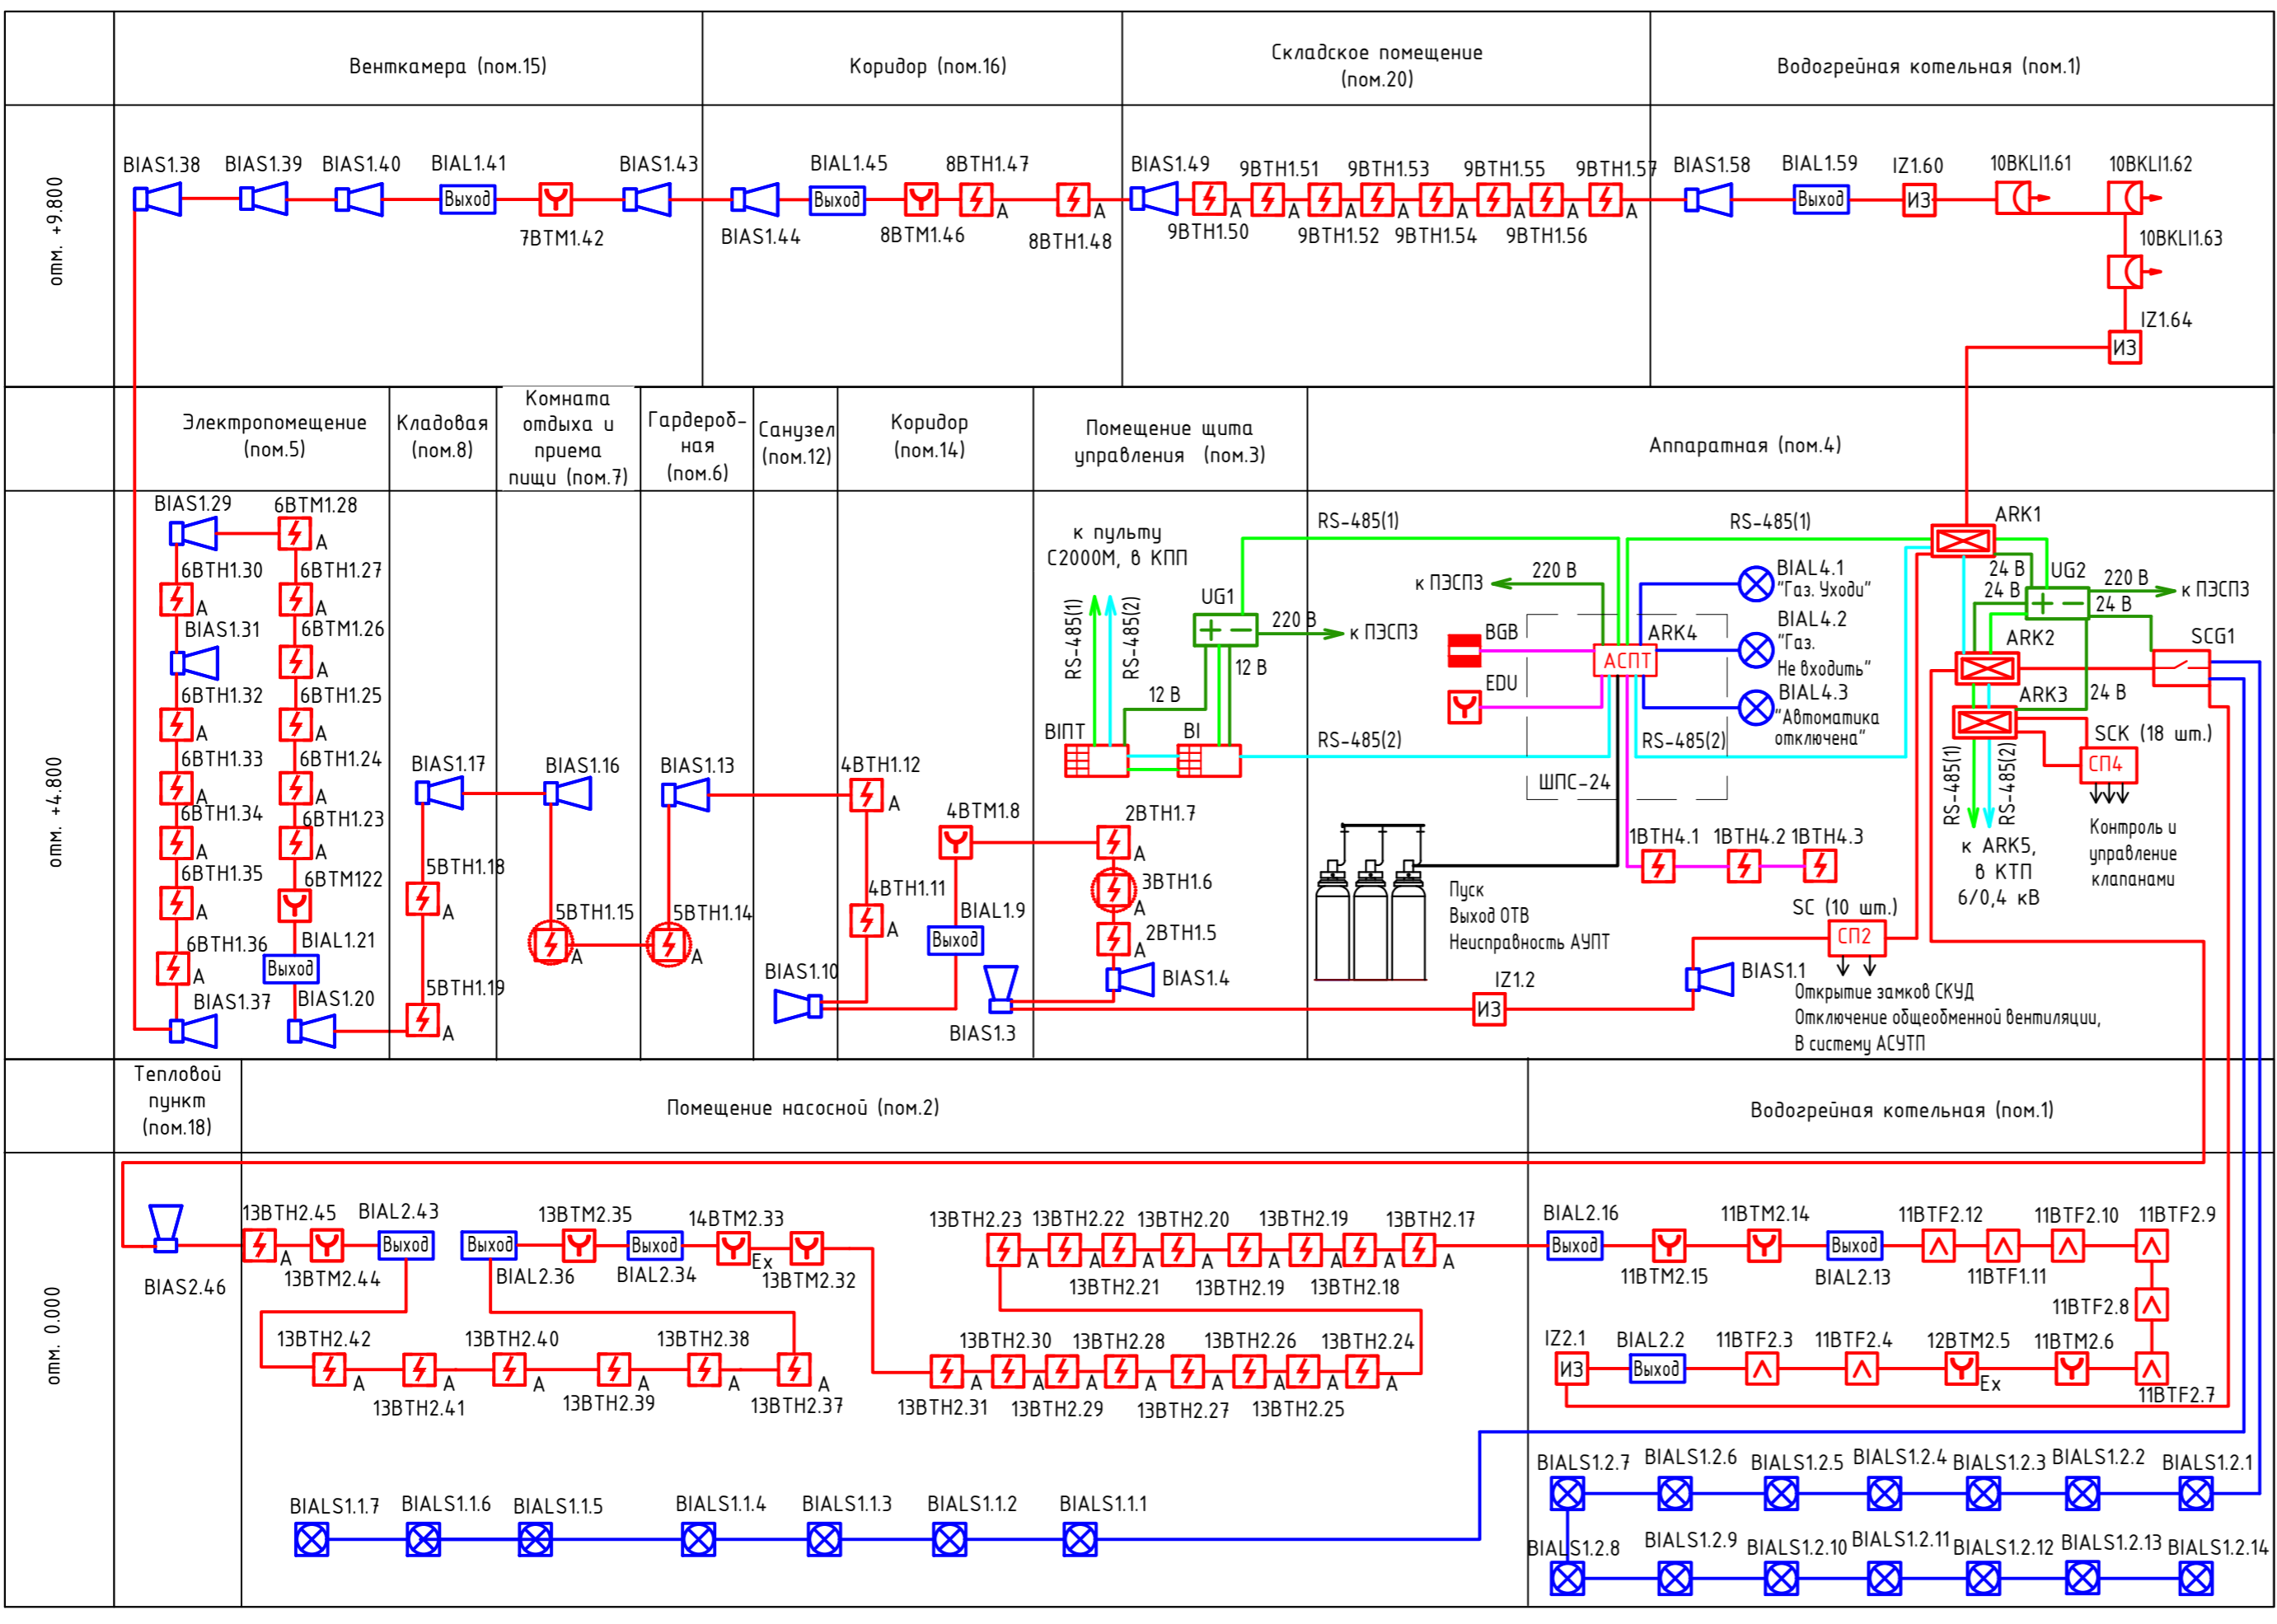 Венткамера (пом.15)
Коридор (пом.16)
Складское помещение
(пом.20)
Водогрейная котельная (пом.1)
отм. +9.800
BIAS1.38
BIAS1.39
BIAS1.40
BIAL1.41
Выход
7BTM1.42
BIAS1.43
BIAS1.44
BIAL1.45
Выход
8BTM1.46
8BTH1.47
A
8BTH1.48
A
BIAS1.49
9BTH1.50
A
9BTH1.51
A
9BTH1.52
A
9BTH1.53
A
9BTH1.54
A
9BTH1.55
A
9BTH1.56
A
9BTH1.57
A
BIAS1.58
BIAL1.59
Выход
IZ1.60
ИЗ
10BKLI1.61
10BKLI1.62
10BKLI1.63
IZ1.64
ИЗ
Электропомещение
(пом.5)
Кладовая
(пом.8)
Комната
отдыха и
приема
пищи (пом.7)
Гардероб-
ная
(пом.6)
Санузел
(пом.12)
Коридор
(пом.14)
Помещение щита
управления (пом.3)
Аппаратная (пом.4)
отм. +4.800
BIAS1.29
6BTM1.28
A
6BTH1.30
A
6BTH1.27
A
BIAS1.31
6BTM1.26
A
6BTH1.32
A
6BTH1.25
A
6BTH1.33
A
6BTH1.24
A
6BTH1.34
A
6BTH1.23
A
6BTH1.35
A
6BTM122
6BTH1.36
A
BIAL1.21
Выход
BIAS1.37
BIAS1.20
BIAS1.17
5BTH1.18
A
5BTH1.19
A
BIAS1.16
5BTH1.15
A
BIAS1.13
5BTH1.14
A
BIAS1.10
4BTH1.12
A
4BTH1.11
A
4BTM1.8
BIAL1.9
Выход
BIAS1.3
к пульту
С2000М, в КПП
RS-485(1)
RS-485(2)
UG1
220 В
к ПЭСПЗ
12 В
12 В
BIПТ
BI
2BTH1.7
A
3BTH1.6
A
2BTH1.5
A
BIAS1.4
RS-485(1)
RS-485(1)
RS-485(2)
RS-485(2)
к ПЭСПЗ
220 В
BGB
EDU
ARK4
АСПТ
ШПС-24
BIAL4.1
"Газ. Уходи"
BIAL4.2
"Газ.
Не входить"
BIAL4.3
"Автоматика
отключена"
1BTH4.1
1BTH4.2
1BTH4.3
Пуск
Выход ОТВ
Неисправность АУПТ
IZ1.2
ИЗ
SC (10 шт.)
СП2
BIAS1.1
Открытие замков СКУД
Отключение общеобменной вентиляции,
В систему АСУТП
ARK1
24 В
24 В
UG2
220 В
к ПЭСПЗ
24 В
ARK2
SCG1
ARK3
24 В
SCK (18 шт.)
СП4
RS-485(1)
RS-485(2)
к ARK5,
в КТП
6/0,4 кВ
Контроль и
управление
клапанами
Тепловой
пункт
(пом.18)
Помещение насосной (пом.2)
Водогрейная котельная (пом.1)
отм. 0.000
BIAS2.46
13BTH2.45
A
13BTM2.44
BIAL2.43
Выход
Выход
BIAL2.36
13BTM2.35
BIAL2.34
Выход
14BTM2.33
Ex
13BTM2.32
13BTH2.23
A
13BTH2.22
A
13BTH2.21
A
13BTH2.20
A
13BTH2.19
A
13BTH2.19
A
13BTH2.18
A
13BTH2.17
A
13BTH2.42
A
13BTH2.41
A
13BTH2.40
A
13BTH2.39
A
13BTH2.38
A
13BTH2.37
A
13BTH2.31
A
13BTH2.30
A
13BTH2.29
A
13BTH2.28
A
13BTH2.27
A
13BTH2.26
A
13BTH2.25
A
13BTH2.24
A
BIAL2.16
Выход
11BTM2.15
11BTM2.14
BIAL2.13
Выход
11BTF2.12
11BTF1.11
11BTF2.10
11BTF2.9
11BTF2.8
IZ2.1
ИЗ
BIAL2.2
Выход
11BTF2.3
11BTF2.4
12BTM2.5
Ex
11BTM2.6
11BTF2.7
BIALS1.1.7
BIALS1.1.6
BIALS1.1.5
BIALS1.1.4
BIALS1.1.3
BIALS1.1.2
BIALS1.1.1
BIALS1.2.7
BIALS1.2.6
BIALS1.2.5
BIALS1.2.4
BIALS1.2.3
BIALS1.2.2
BIALS1.2.1
BIALS1.2.8
BIALS1.2.9
BIALS1.2.10
BIALS1.2.11
BIALS1.2.12
BIALS1.2.13
BIALS1.2.14